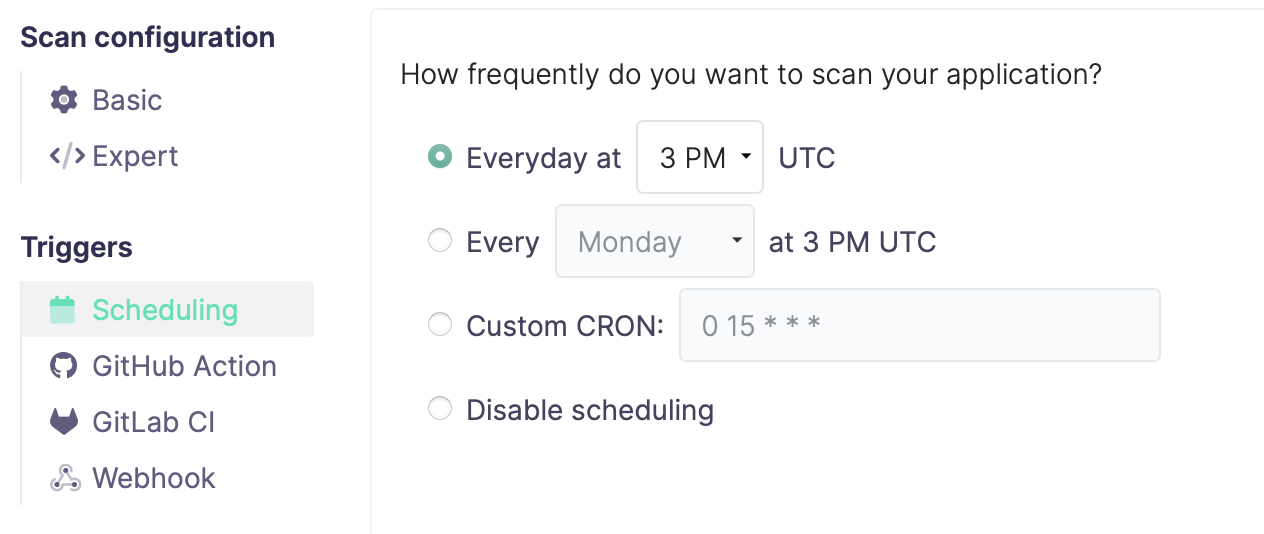 Scan configuration
Basic
Expert
Triggers
Scheduling
GitHub Action
GitLab CI
Webhook
How frequently do you want to scan your application?
Everyday at 3 PM UTC
Every Monday at 3 PM UTC
Custom CRON: 0 15 * * *
Disable scheduling